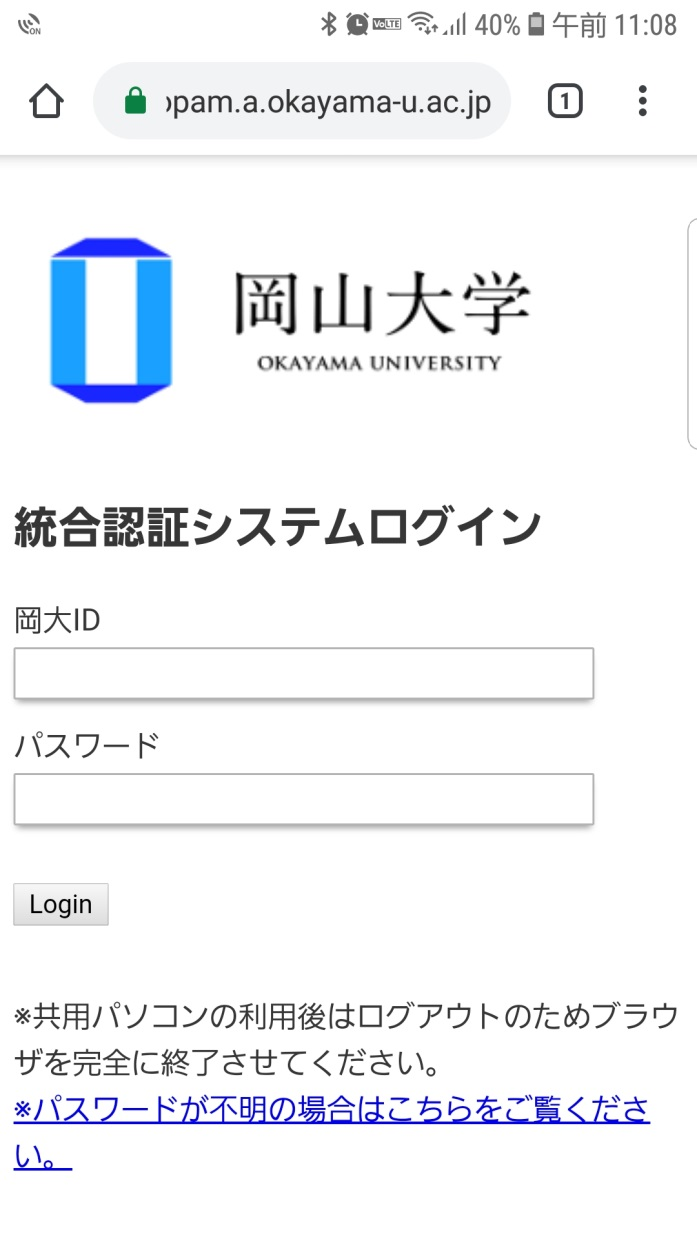 ON VoLTE 40% 午前 11:08
opam.a.okayama-u.ac.jp 1
岡山大学
OKAYAMA UNIVERSITY
統合認証システムログイン
岡大ID
パスワード
Login
※共用パソコンの利用後はログアウトのためブラウ
ザを完全に終了させてください。
※パスワードが不明の場合はこちらをご覧くださ
い。